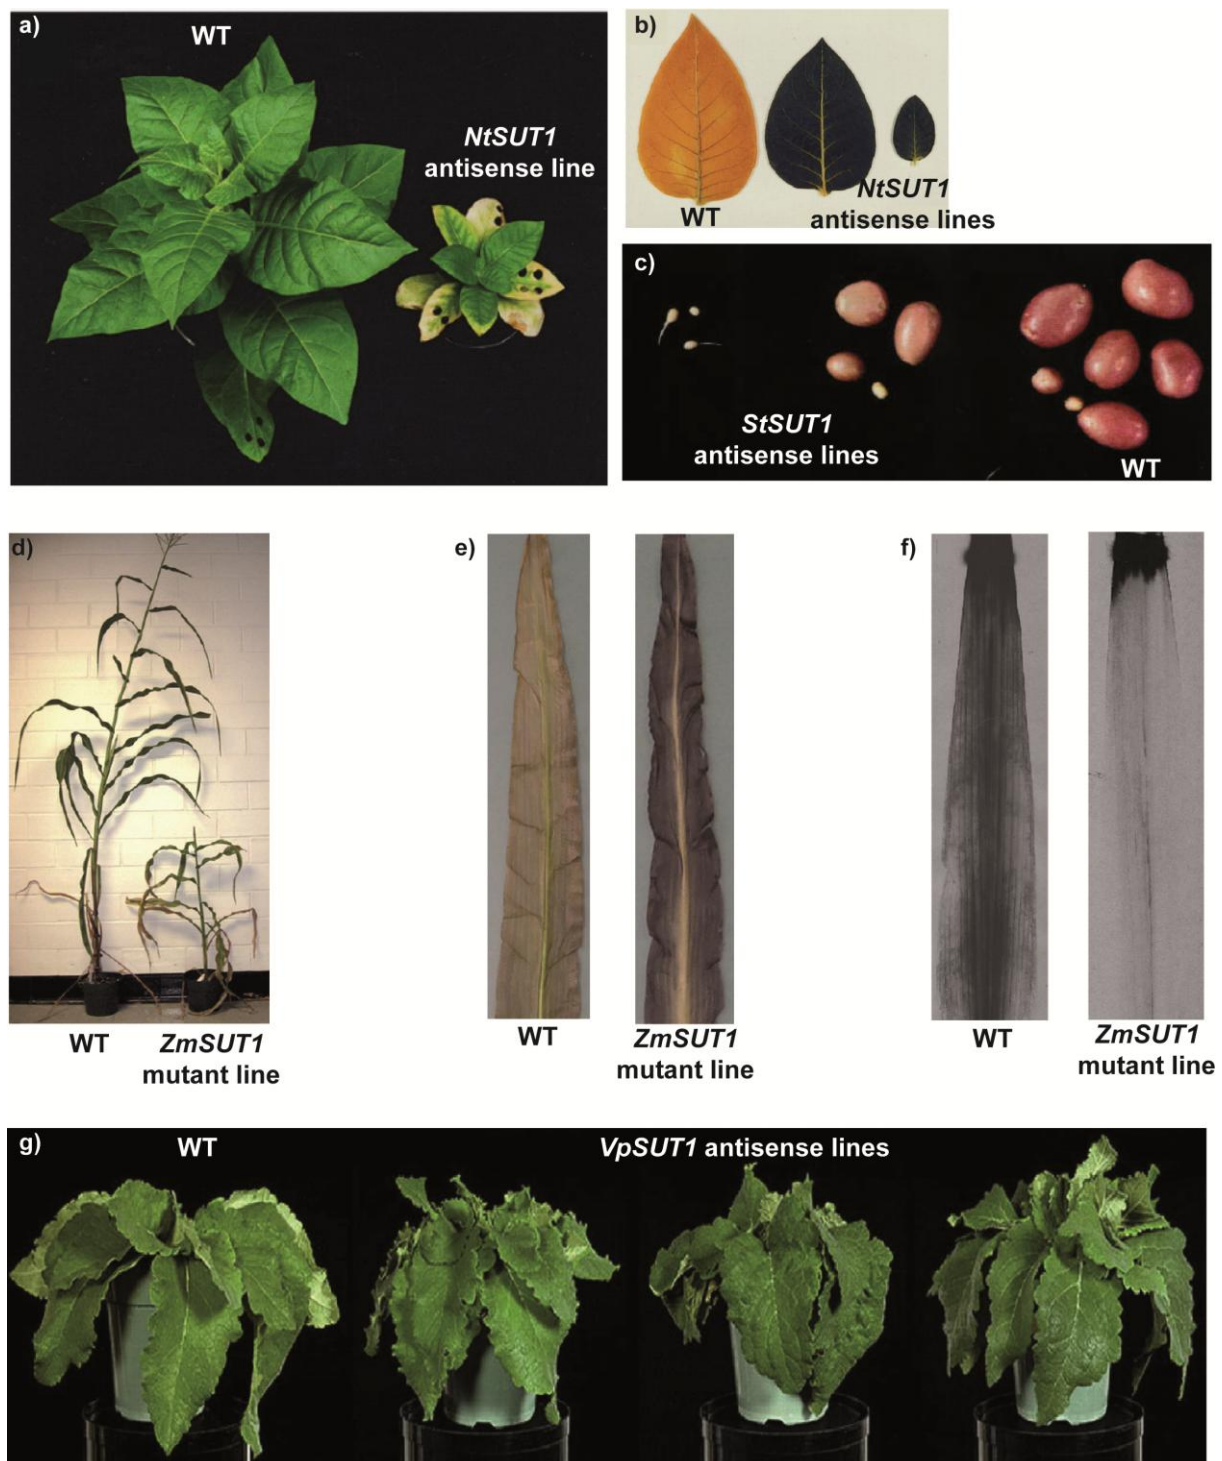 a)
WT
NtSUT1
antisense line
b)
WT
NtSUT1
antisense lines
c)
StSUT1
antisense lines
WT
d)
WT
ZmSUT1
mutant line
e)
WT
ZmSUT1
mutant line
f)
WT
ZmSUT1
mutant line
g)
WT
VpSUT1 antisense lines